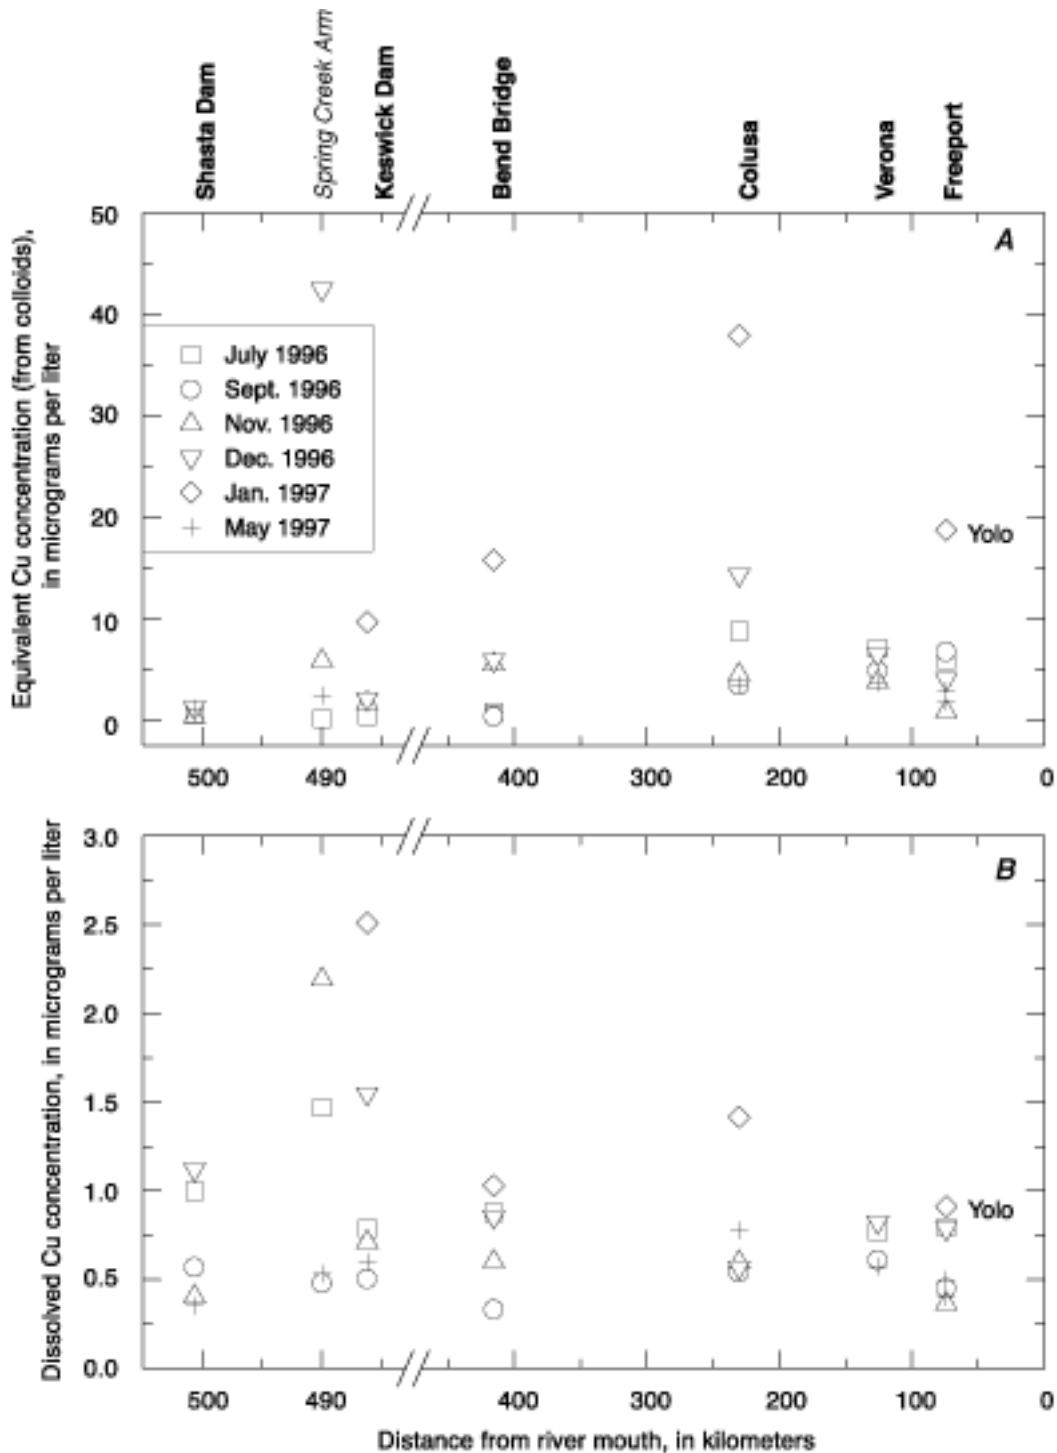 Shasta Dam
Spring Creek Arm
Keswick Dam
Bend Bridge
Colusa
Verona
Freeport
Equivalent Cu concentration (from colloids),
in micrograms per liter
50
40
30
20
10
0
A
July 1996
Sept. 1996
Nov. 1996
Dec. 1996
Jan. 1997
May 1997
Yolo
500 490 400 300 200 100 0
Dissolved Cu concentration, in micrograms per liter
3.0
2.5
2.0
1.5
1.0
0.5
0.0
B
Yolo
500 490 400 300 200 100 0
Distance from river mouth, in kilometers